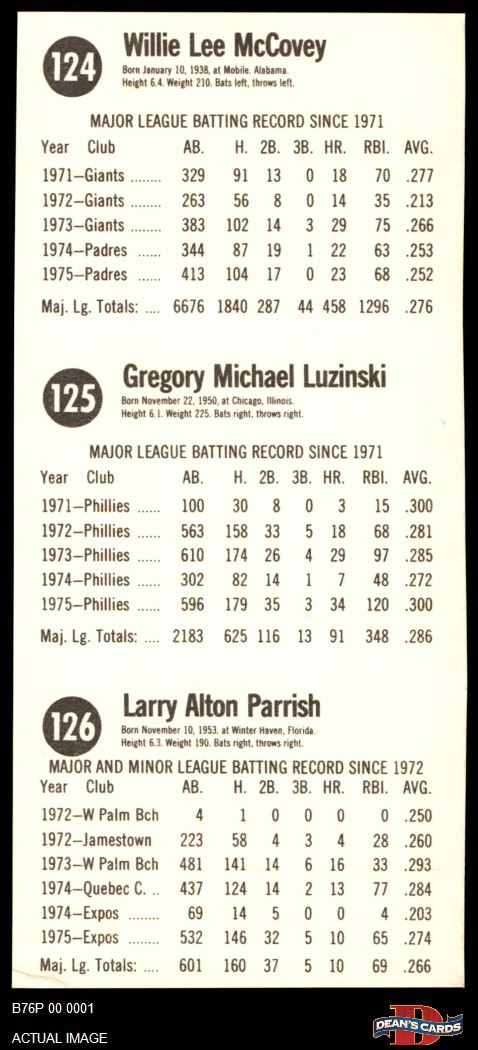 124
Willie Lee McCovey
Born January 10, 1938, at Mobile, Alabama.
Height 6.4. Weight 210. Bats left, throws left.
MAJOR LEAGUE BATTING RECORD SINCE 1971
Year Club AB. H. 2B. 3B. HR. RBI. AVG.
1971—Giants ........ 329 91 13 0 18 70 .277
1972—Giants ........ 263 56 8 0 14 35 .213
1973—Giants ........ 383 102 14 3 29 75 .266
1974—Padres ...... 344 87 19 1 22 63 .253
1975—Padres ...... 413 104 17 0 23 68 .252
Maj. Lg. Totals: .... 6676 1840 287 44 458 1296 .276
125
Gregory Michael Luzinski
Born November 22, 1950, at Chicago, Illinois.
Height 6.1. Weight 225. Bats right, throws right.
MAJOR LEAGUE BATTING RECORD SINCE 1971
Year Club AB. H. 2B. 3B. HR. RBI. AVG.
1971—Phillies ...... 100 30 8 0 3 15 .300
1972—Phillies ...... 563 158 33 5 18 68 .281
1973—Phillies ...... 610 174 26 4 29 97 .285
1974—Phillies ...... 302 82 14 1 7 48 .272
1975—Phillies ...... 596 179 35 3 34 120 .300
Maj. Lg. Totals: .... 2183 625 116 13 91 348 .286
126
Larry Alton Parrish
Born November 10, 1953, at Winter Haven, Florida.
Height 6.3. Weight 190. Bats right, throws right.
MAJOR AND MINOR LEAGUE BATTING RECORD SINCE 1972
Year Club AB. H. 2B. 3B. HR. RBI. AVG.
1972—W Palm Bch 4 1 0 0 0 0 .250
1972—Jamestown 223 58 4 3 4 28 .260
1973—W Palm Bch 481 141 14 6 16 33 .293
1974—Quebec C. .. 437 124 14 2 13 77 .284
1974—Expos ........ 69 14 5 0 0 4 .203
1975—Expos ........ 532 146 32 5 10 65 .274
Maj. Lg. Totals: .... 601 160 37 5 10 69 .266
B76P 00 0001
ACTUAL IMAGE
D
DEAN'S CARDS